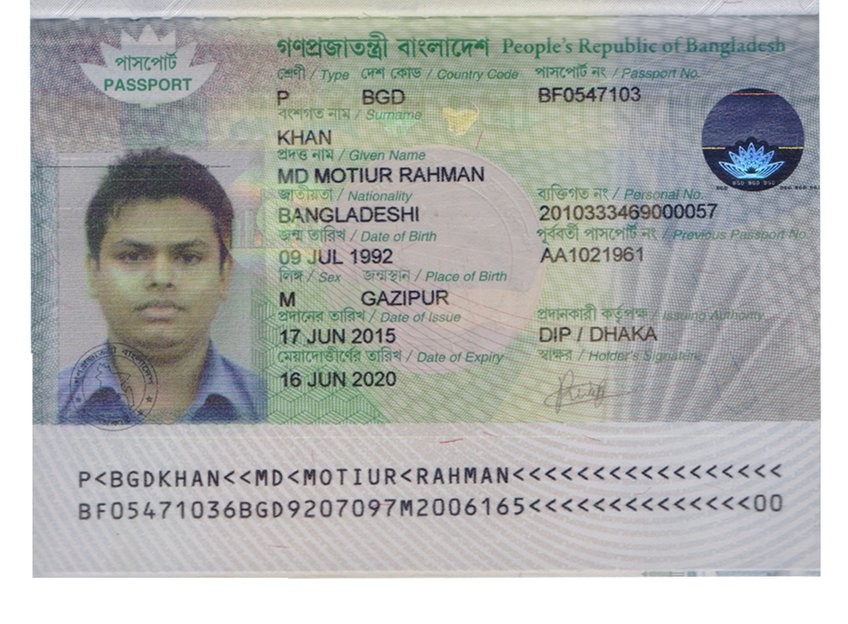 পাসপোর্ট
PASSPORT
গণপ্রজাতন্ত্রী বাংলাদেশ People's Republic of Bangladesh
শ্রেণী / Type দেশ কোড / Country Code পাসপোর্ট নং / Passport No.
P BGD BF0547103
বংশগত নাম / Surname
KHAN
প্রদত্ত নাম / Given Name
MD MOTIUR RAHMAN
জাতীয়তা / Nationality ব্যক্তিগত নং / Personal No.
BANGLADESHI 2010333469000057
জন্ম তারিখ / Date of Birth পূর্ববর্তী পাসপোর্ট নং / Previous Passport No.
09 JUL 1992 AA1021961
লিঙ্গ / Sex জন্মস্থান / Place of Birth
M GAZIPUR
প্রদানের তারিখ / Date of Issue প্রদানকারী কর্তৃপক্ষ / Issuing Authority
17 JUN 2015 DIP / DHAKA
মেয়াদোত্তীর্ণের তারিখ / Date of Expiry স্বাক্ষর / Holder's Signature
16 JUN 2020
P<BGDKHAN<<MD<MOTIUR<RAHMAN<<<<<<<<<<<<<<<<<
BF05471036BGD9207097M2006165<<<<<<<<<<<<<<00